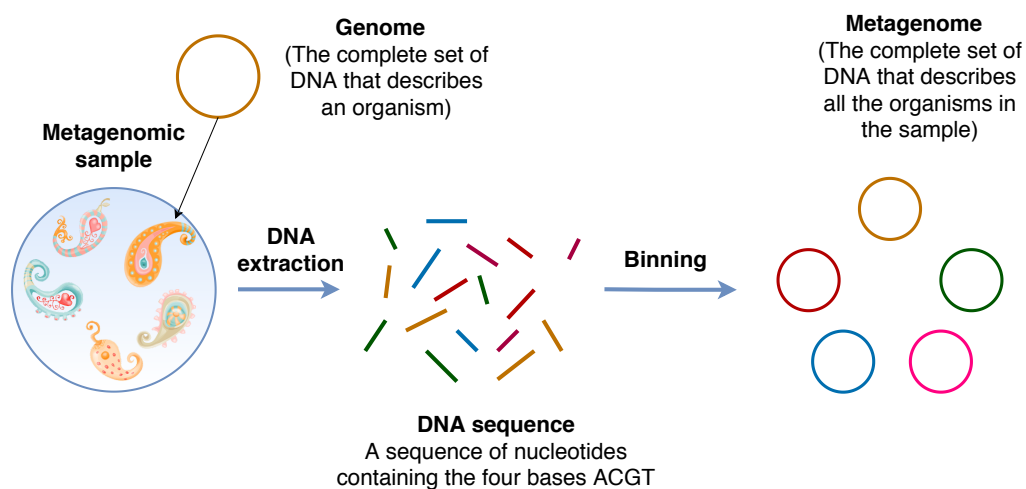 Genome
(The complete set of
DNA that describes
an organism)
Metagenome
(The complete set of
DNA that describes
all the organisms in
the sample)
Metagenomic
sample
DNA
extraction
Binning
DNA sequence
A sequence of nucleotides
containing the four bases ACGT